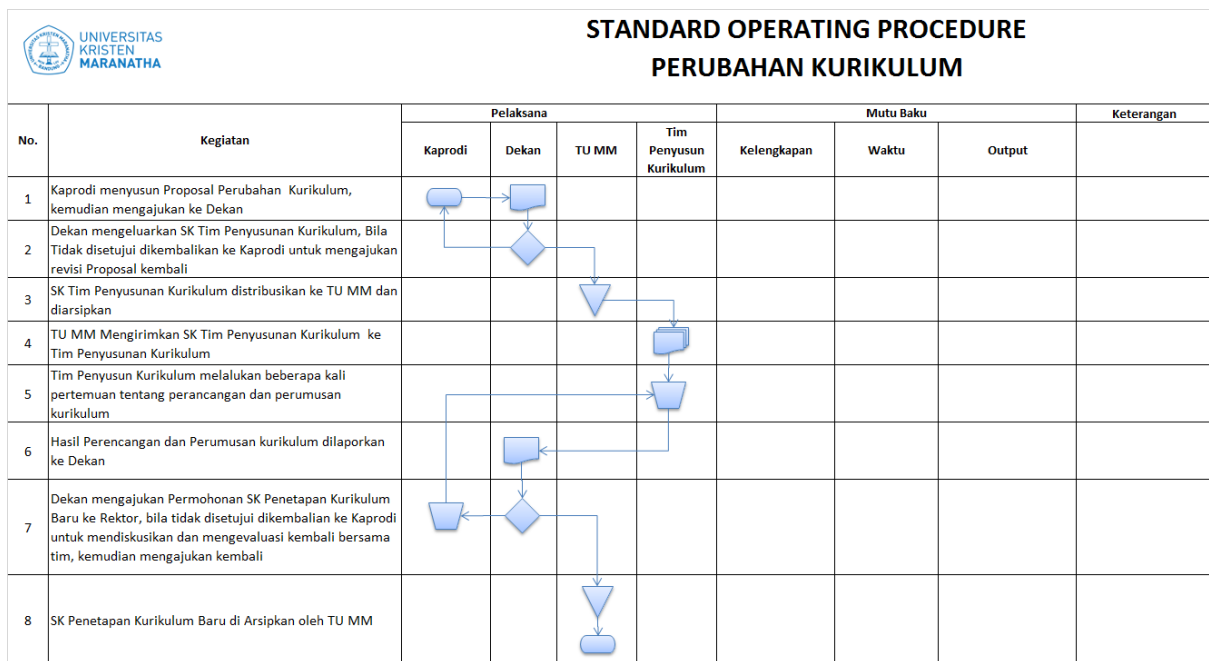 UNIVERSITAS
KRISTEN
MARANATHA
STANDARD OPERATING PROCEDURE
PERUBAHAN KURIKULUM
No.
Kegiatan
Pelaksana
Mutu Baku
Keterangan
Kaprodi
Dekan
TU MM
Tim
Penyusun
Kurikulum
Kelengkapan
Waktu
Output
1
Kaprodi menyusun Proposal Perubahan Kurikulum,
kemudian mengajukan ke Dekan
2
Dekan mengeluarkan SK Tim Penyusunan Kurikulum, Bila
Tidak disetujui dikembalikan ke Kaprodi untuk mengajukan
revisi Proposal kembali
3
SK Tim Penyusunan Kurikulum distribusikan ke TU MM dan
diarsipkan
4
TU MM Mengirimkan SK Tim Penyusunan Kurikulum ke
Tim Penyusunan Kurikulum
5
Tim Penyusun Kurikulum melalukan beberapa kali
pertemuan tentang perancangan dan perumusan
kurikulum
6
Hasil Perencangan dan Perumusan kurikulum dilaporkan
ke Dekan
7
Dekan mengajukan Permohonan SK Penetapan Kurikulum
Baru ke Rektor, bila tidak disetujui dikembalian ke Kaprodi
untuk mendiskusikan dan mengevaluasi kembali bersama
tim, kemudian mengajukan kembali
8
SK Penetapan Kurikulum Baru di Arsipkan oleh TU MM